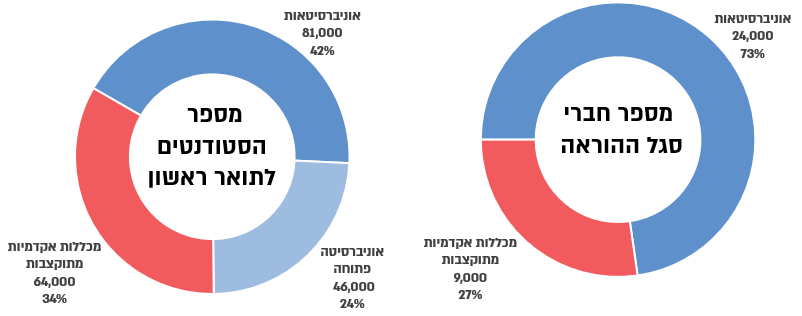 אוניברסיטאות
24,000
73%
מספר חברי
סגל ההוראה
מכללות אקדמיות
מתוקצבות
9,000
27%
אוניברסיטאות
81,000
42%
מספר
הסטודנטים
לתואר ראשון
מכללות אקדמיות
מתוקצבות
64,000
34%
אוניברסיטה
פתוחה
46,000
24%